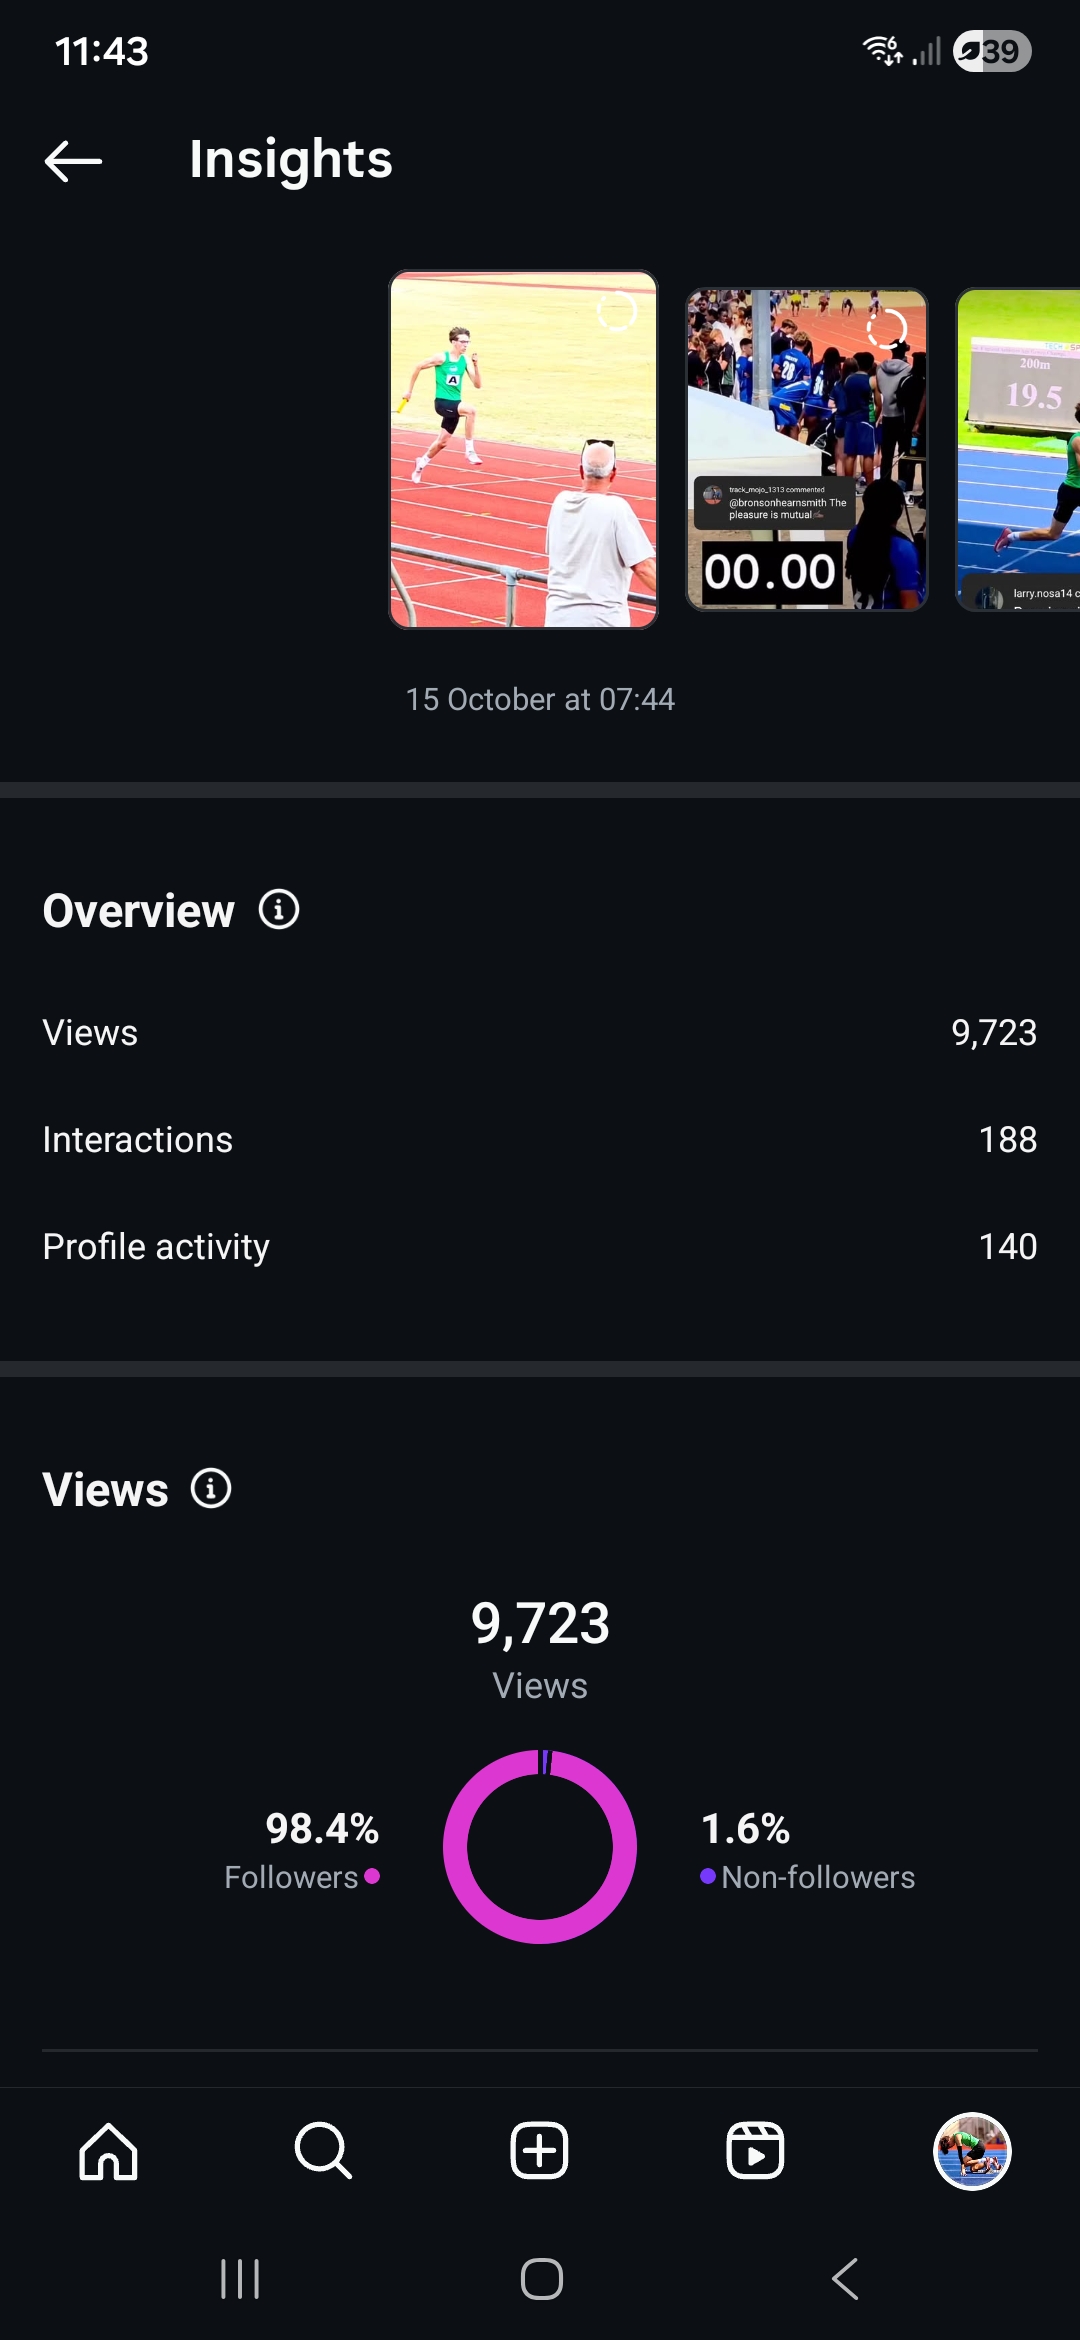 11:43
6
39
Insights
A
28
track_mojo_1313 commented
@bronsonhearnsmith The
pleasure is mutual
00.00
200m
19.5
larry.nosa14 c
15 October at 07:44
Overview
Views 9,723
Interactions 188
Profile activity 140
Views
9,723
Views
98.4%
Followers
1.6%
Non-followers